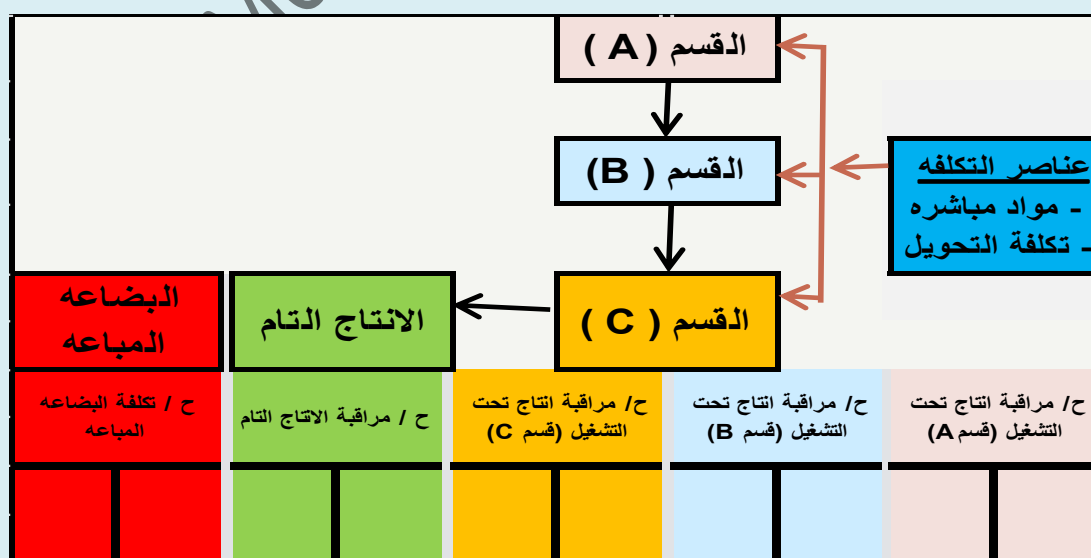 القسم ( A )
القسم ( B )
عناصر التكلفه
- مواد مباشره
- تكلفة التحويل
القسم ( C )
الانتاج التام
البضاعه
المباعه
ح/ مراقبة انتاج تحت
التشغيل (قسم A)
ح/ مراقبة انتاج تحت
التشغيل (قسم B)
ح/ مراقبة انتاج تحت
التشغيل (قسم C)
ح / مراقبة الانتاج التام
ح / تكلفة البضاعه
المباعه